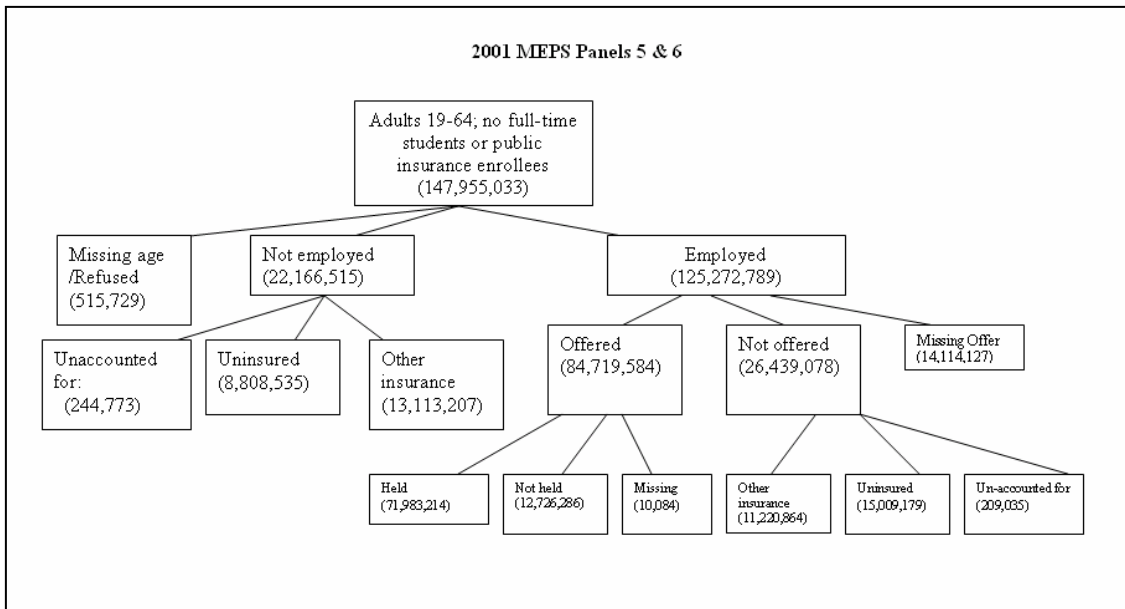 2001 MEPS Panels 5 & 6
Adults 19-64; no full-time
students or public
insurance enrollees
(147,955,033)
Missing age
/Refused
(515,729)
Not employed
(22,166,515)
Employed
(125,272,789)
Unaccounted
for:
(244,773)
Uninsured
(8,808,535)
Other
insurance
(13,113,207)
Offered
(84,719,584)
Not offered
(26,439,078)
Missing Offer
(14,114,127)
Held
(71,983,214)
Not held
(12,726,286)
Missing
(10,084)
Other
insurance
(11,220,864)
Uninsured
(15,009,179)
Un-accounted for
(209,035)